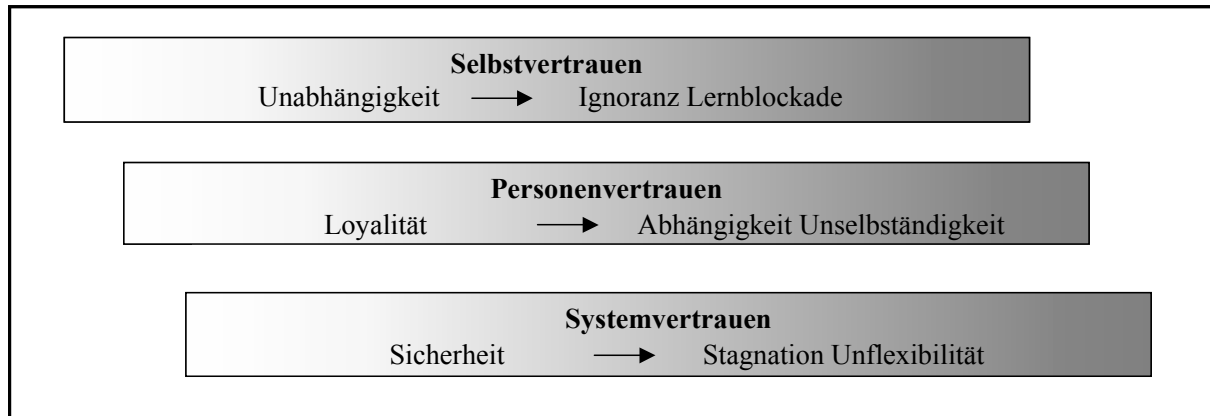 Selbstvertrauen
Unabhängigkeit → Ignoranz Lernblockade
Personenvertrauen
Loyalität → Abhängigkeit Unselbständigkeit
Systemvertrauen
Sicherheit → Stagnation Unflexibilität